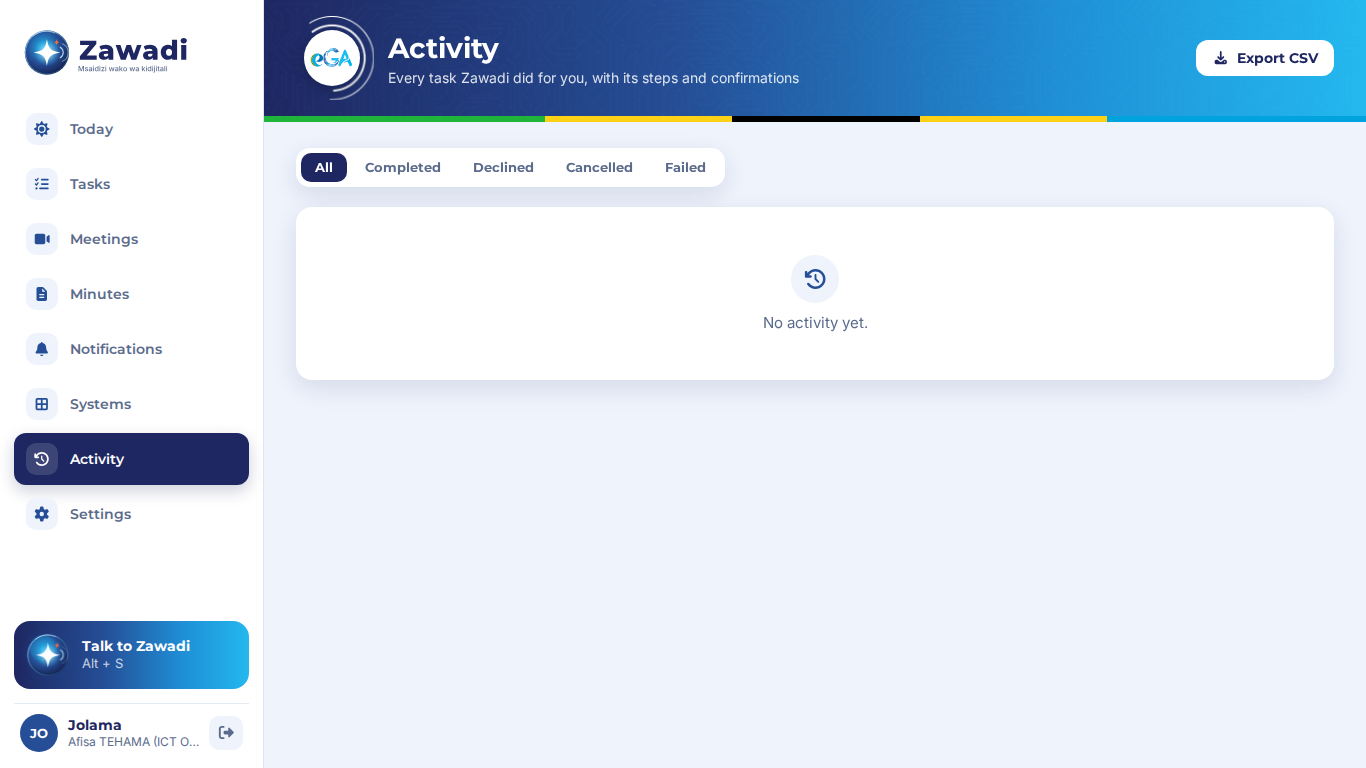 Zawadi
Msaidizi wako wa kidijitali
Today
Tasks
Meetings
Minutes
Notifications
Systems
Activity
Settings
Talk to Zawadi
Alt + S
JO
Jolama
Afisa TEHAMA (ICT O...
eGA
Activity
Every task Zawadi did for you, with its steps and confirmations
Export CSV
All
Completed
Declined
Cancelled
Failed
No activity yet.